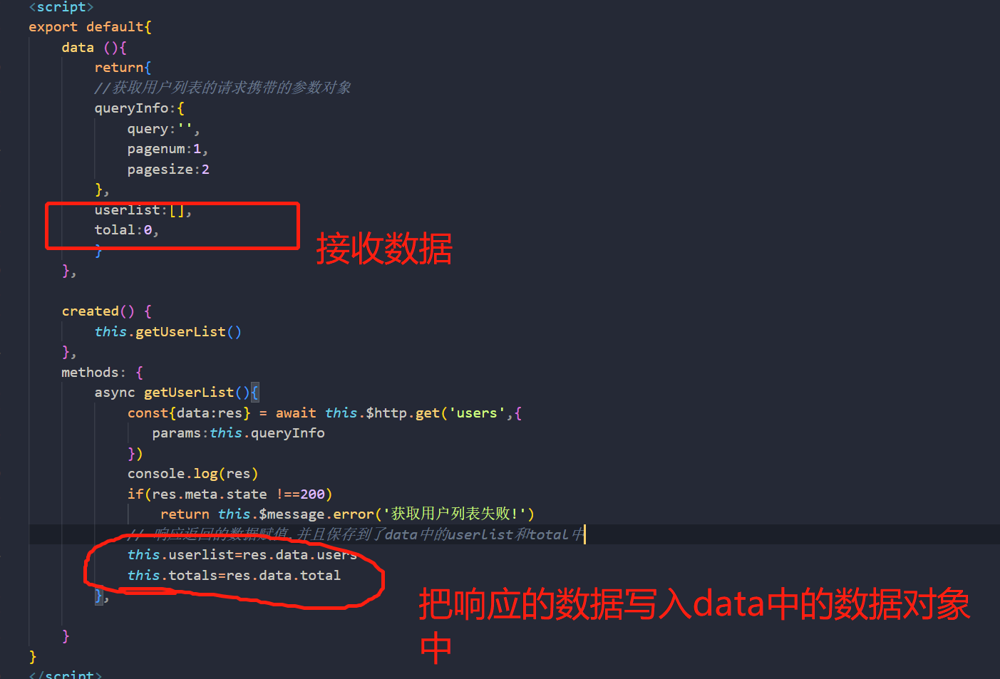 <script>
export default{
data (){
return{
//获取用户列表的请求携带的参数对象
queryInfo:{
query:'',
pagenum:1,
pagesize:2
},
userlist:[],
tolal:0,
}
接收数据
},
created() {
this.getUserList()
},
methods: {
async getUserList(){
const{data:res} = await this.$http.get('users',{
params:this.queryInfo
})
console.log(res)
if(res.meta.state !==200)
return this.$message.error('获取用户列表失败!')
// 响应返回的数据赋值,并且保存到了data中的userlist和total中
this.userlist=res.data.users
this.totals=res.data.total
},
把响应的数据写入data中的数据对象
中
}
}
</script>